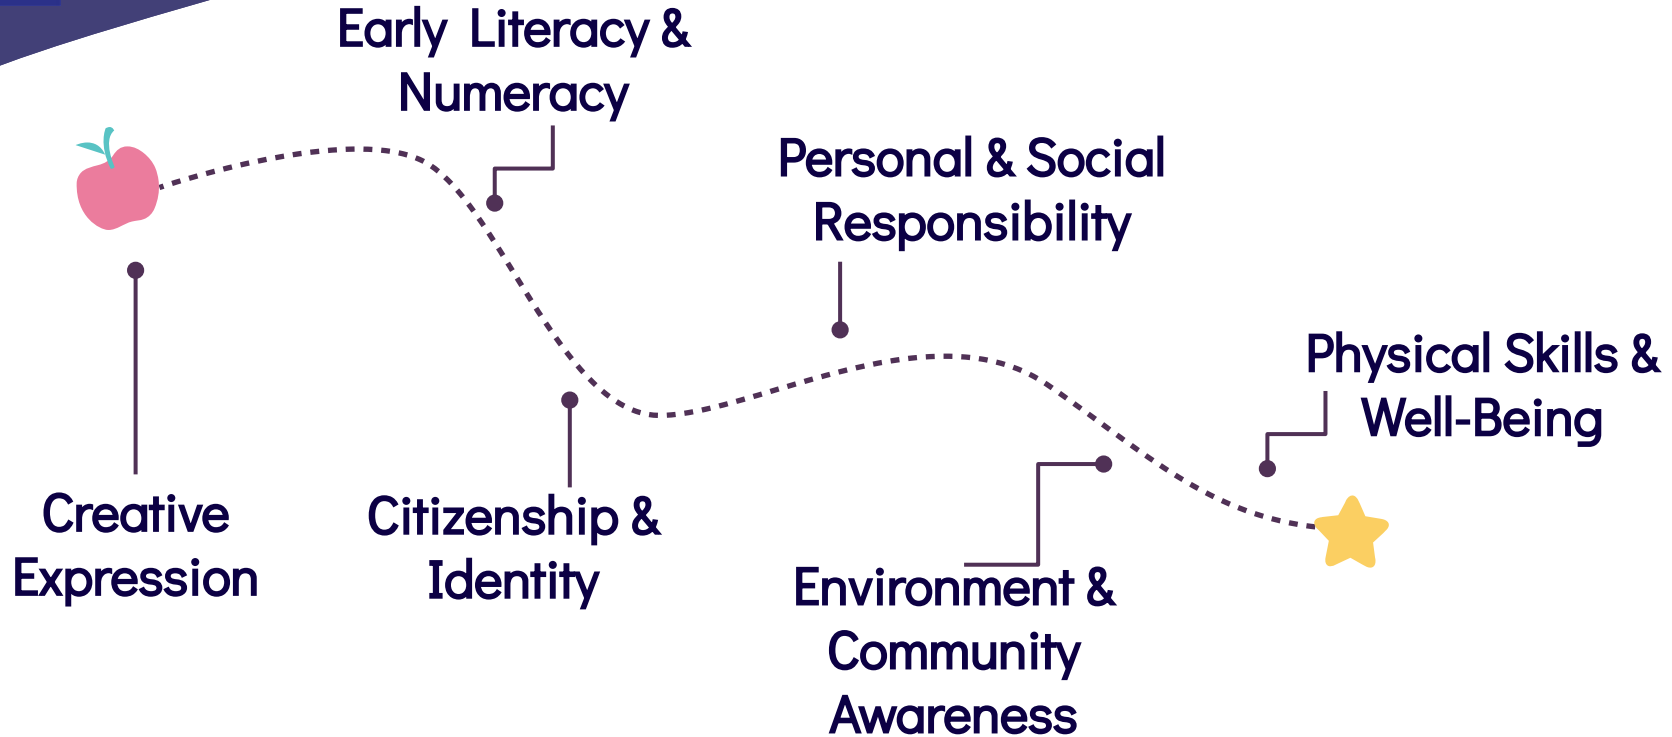 Early Literacy &
Numeracy
Personal & Social
Responsibility
Physical Skills &
Well-Being
Creative
Expression
Citizenship &
Identity
Environment &
Community
Awareness